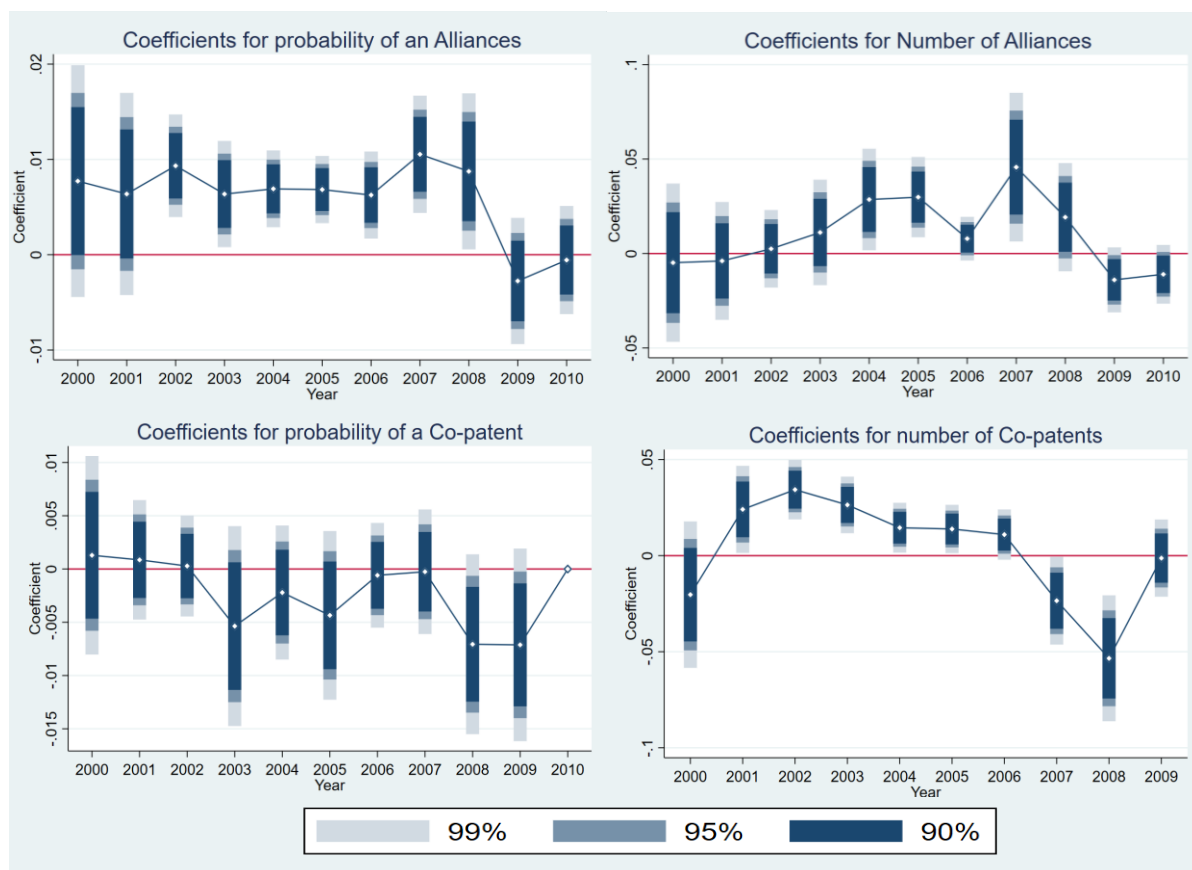 Coefficients for probability of an Alliances
.02
.01
0
-.01
Coefficient
2000 2001 2002 2003 2004 2005 2006 2007 2008 2009 2010
Year
Coefficients for Number of Alliances
.1
.05
0
-.05
Coefficient
2000 2001 2002 2003 2004 2005 2006 2007 2008 2009 2010
Year
Coefficients for probability of a Co-patent
.01
.005
0
-.005
-.01
-.015
Coefficient
2000 2001 2002 2003 2004 2005 2006 2007 2008 2009 2010
Year
Coefficients for number of Co-patents
.05
0
-.05
-.1
Coefficient
2000 2001 2002 2003 2004 2005 2006 2007 2008 2009
Year
99% 95% 90%